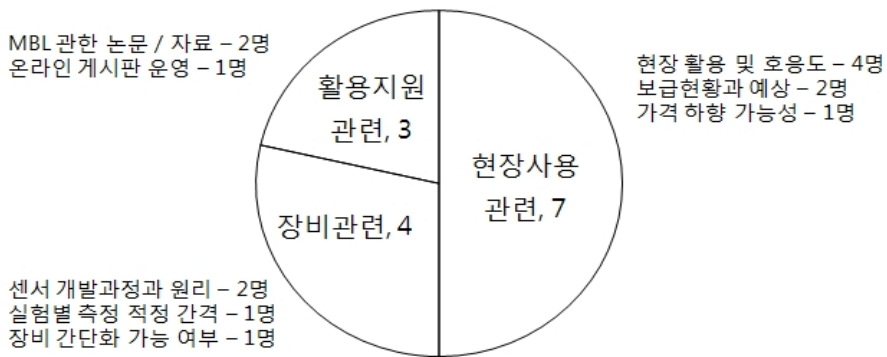 MBL 관한 논문 / 자료 – 2명
온라인 게시판 운영 – 1명
현장 활용 및 호응도 – 4명
보급현황과 예상 – 2명
가격 하향 가능성 – 1명
활용지원
관련, 3
현장사용
관련, 7
장비관련, 4
센서 개발과정과 원리 – 2명
실험별 측정 적정 간격 – 1명
장비 간단화 가능 여부 – 1명